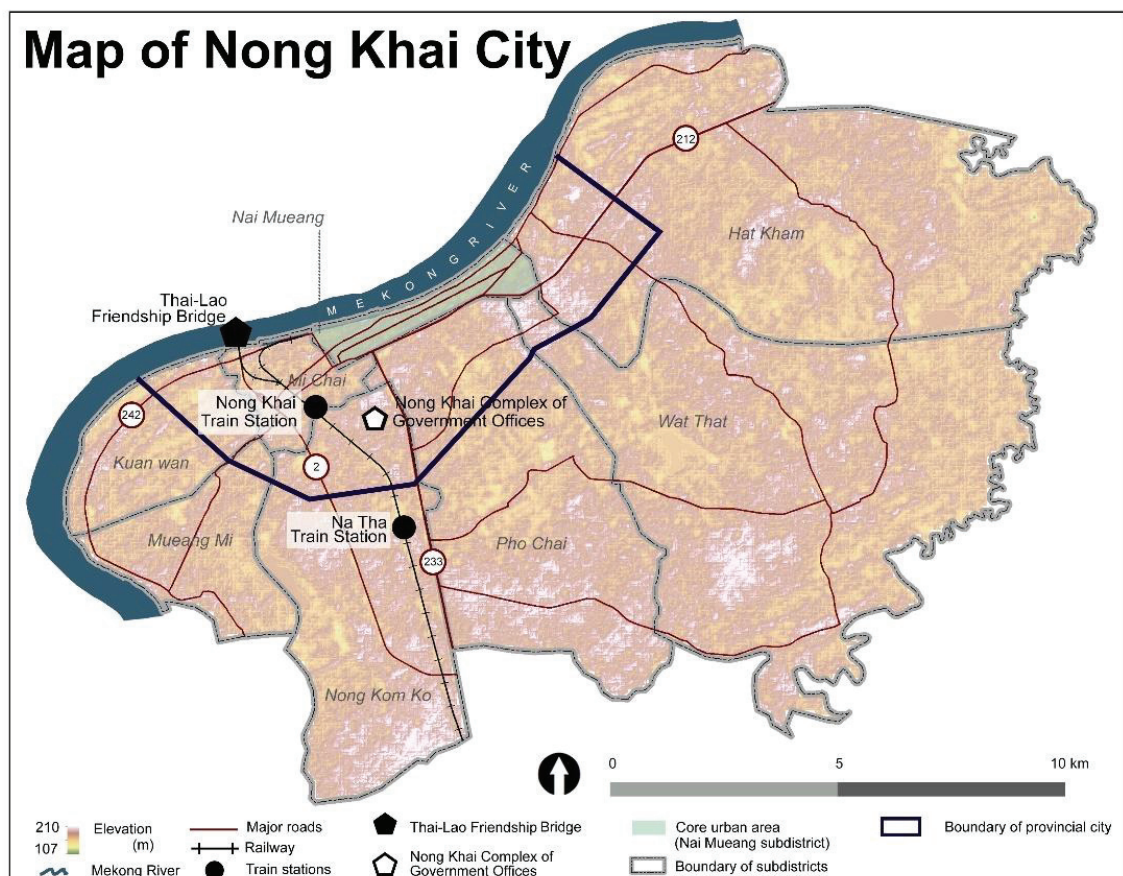 Map of Nong Khai City
212
MEKONG RIVER
Nai Mueang
Hat Kham
Thai-Lao
Friendship Bridge
Mi Chai
Nong Khai
Train Station
Nong Khai Complex of
Government Offices
242
Wat That
Kuan wan
2
Na Tha
Train Station
Mueang Mi
Pho Chai
233
Nong Kom Ko
0 5 10 km
210
107
Elevation
(m)
Mekong River
Major roads
Railway
Train stations
Thai-Lao Friendship Bridge
Nong Khai Complex of
Government Offices
Core urban area
(Nai Mueang subdistrict)
Boundary of subdistricts
Boundary of provincial city